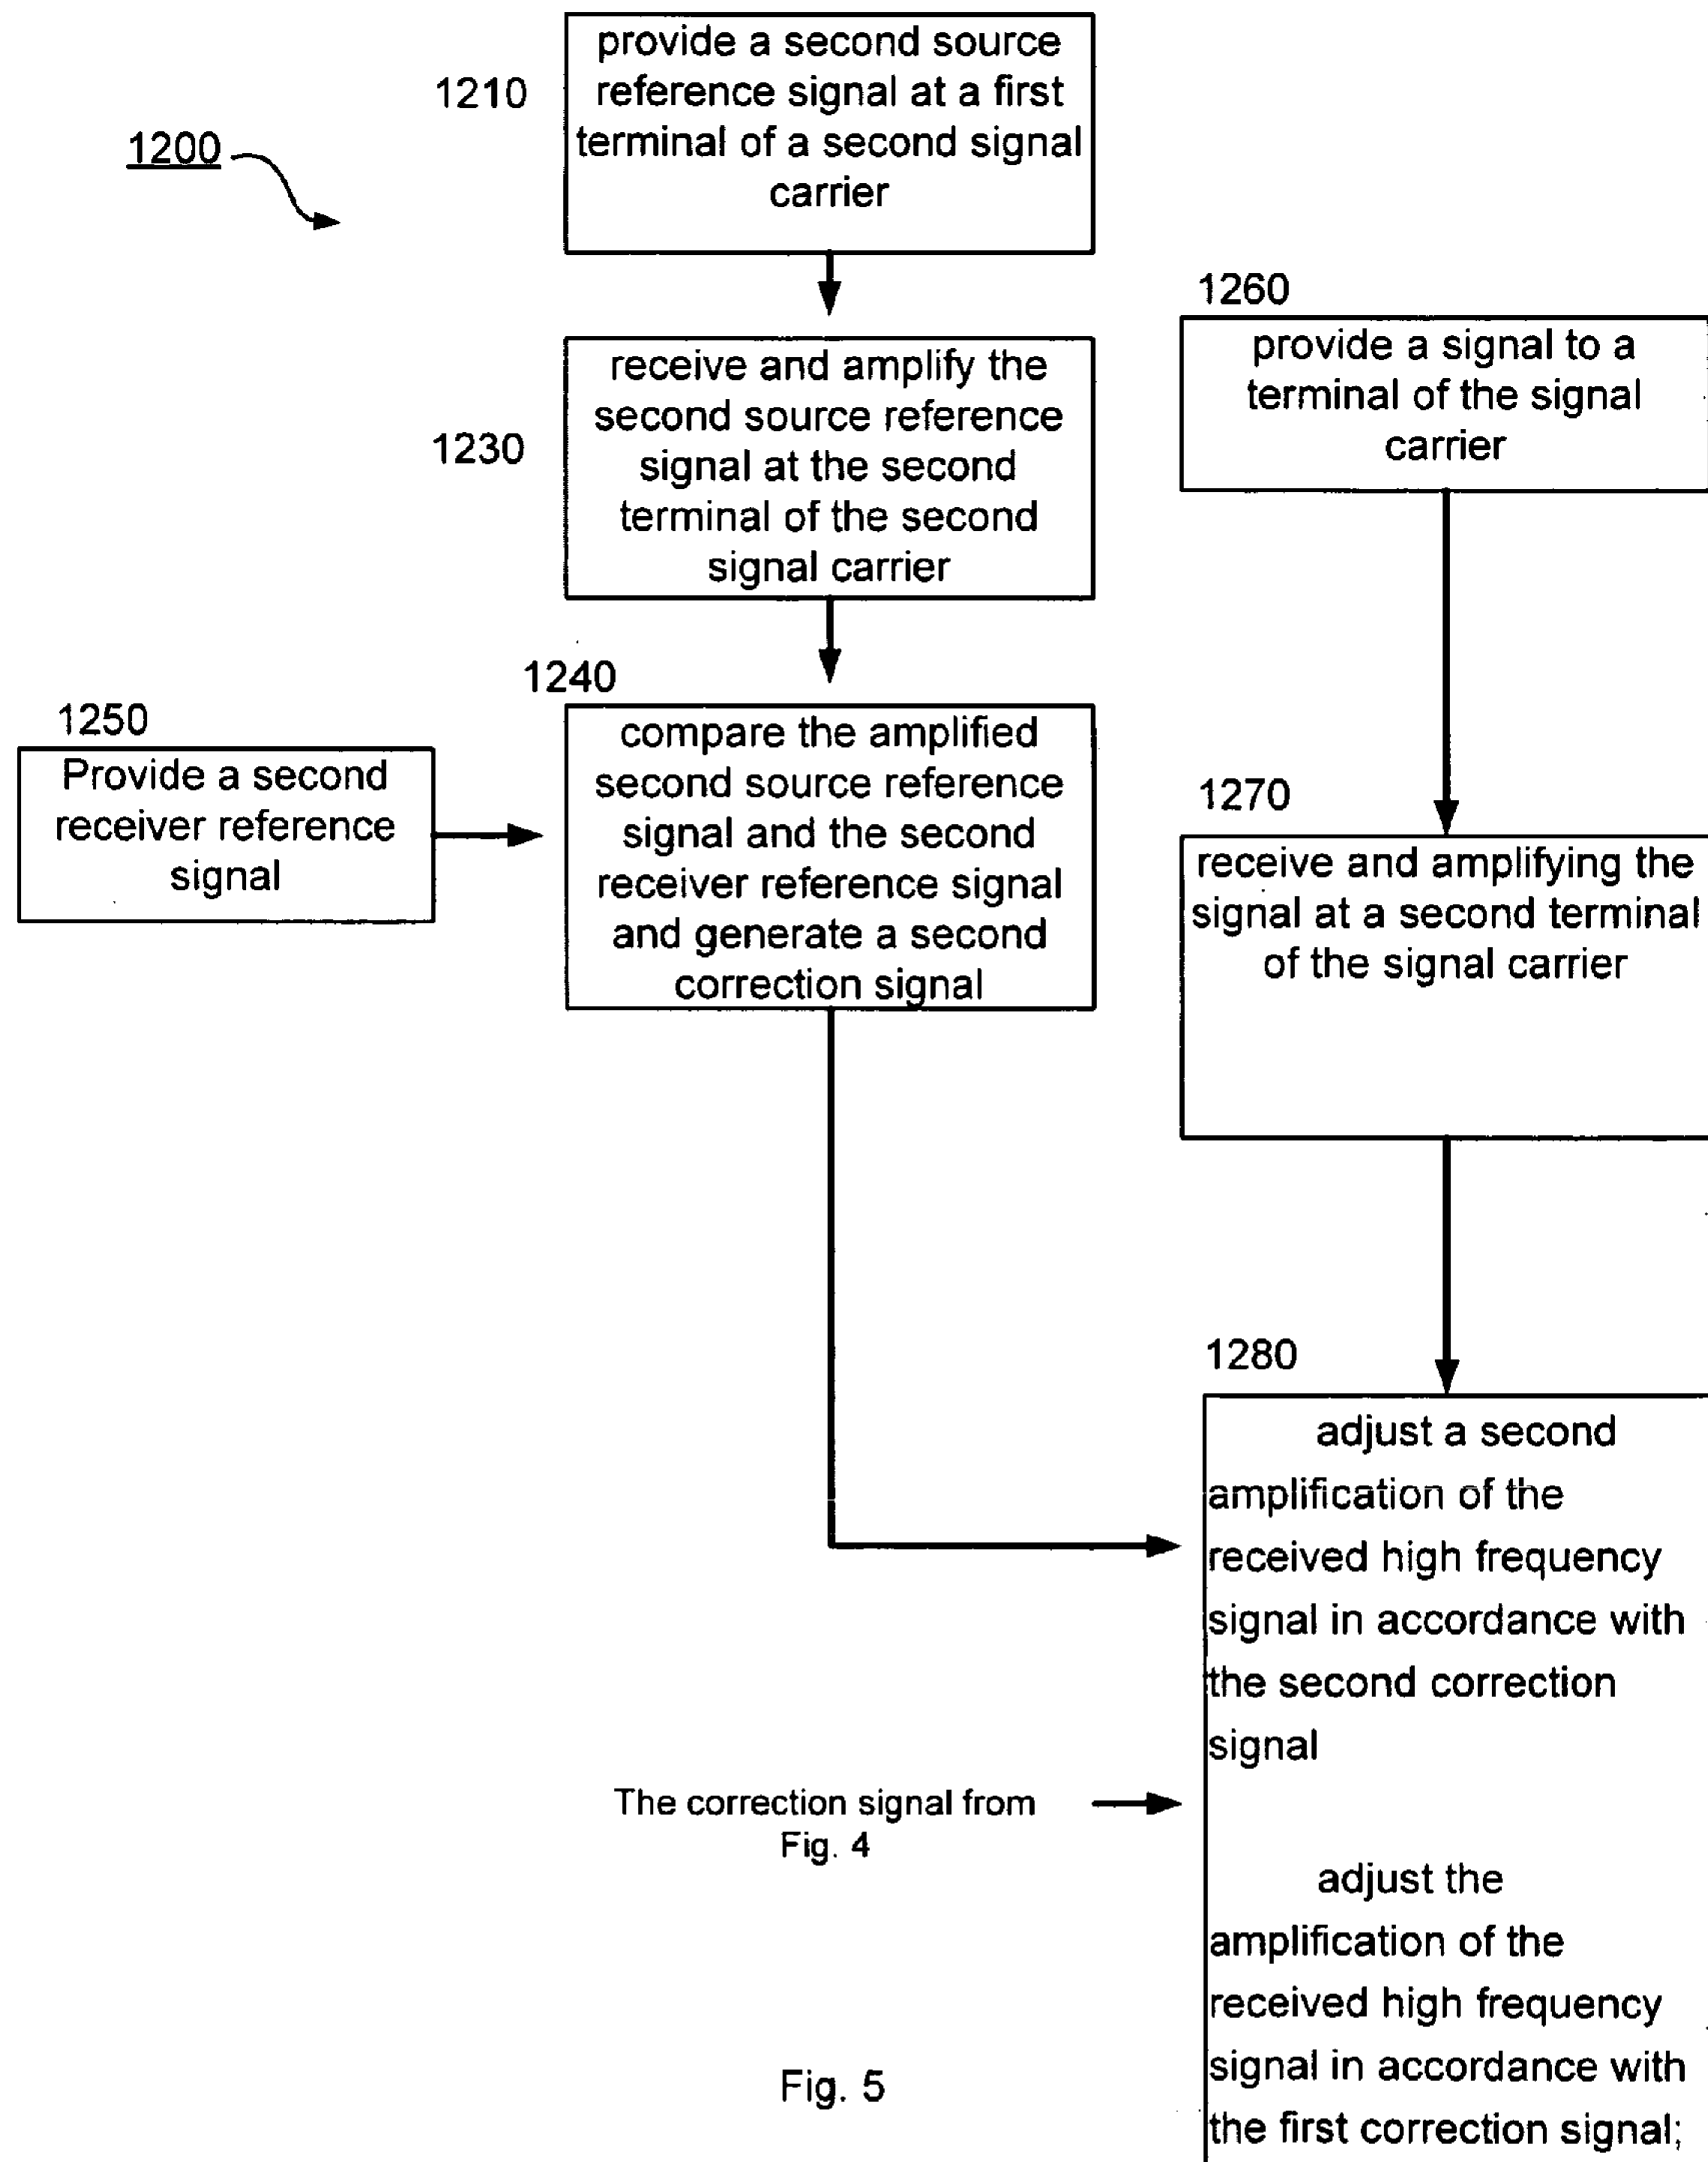 1200
1210
provide a second source
reference signal at a first
terminal of a second signal
carrier
1230
receive and amplify the
second source reference
signal at the second
terminal of the second
signal carrier
1250
Provide a second
receiver reference
signal
1240
compare the amplified
second source reference
signal and the second
receiver reference signal
and generate a second
correction signal
1260
provide a signal to a
terminal of the signal
carrier
1270
receive and amplifying the
signal at a second terminal
of the signal carrier
1280
adjust a second
amplification of the
received high frequency
signal in accordance with
the second correction
signal
The correction signal from
Fig. 4
adjust the
amplification of the
received high frequency
signal in accordance with
the first correction signal;
Fig. 5